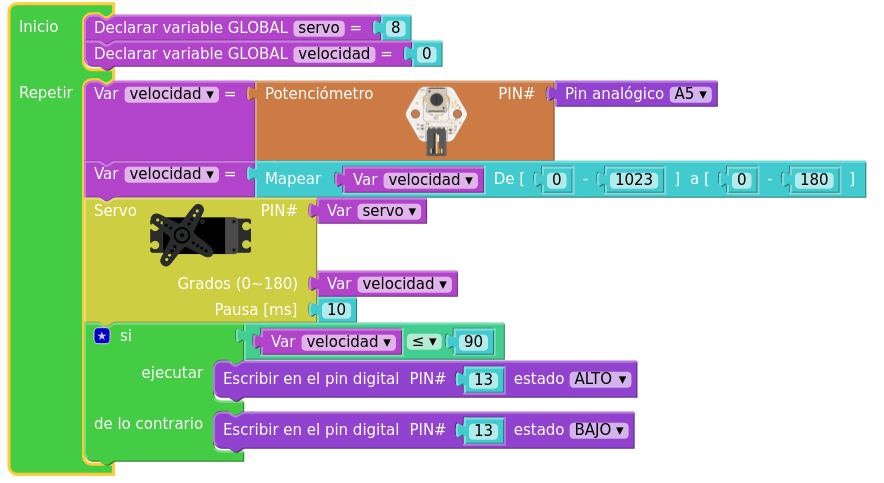 Inicio
Declarar variable GLOBAL servo = 8
Declarar variable GLOBAL velocidad = 0
Repetir
Var velocidad ▾ = Potenciómetro PIN# Pin analógico A5 ▾
Var velocidad ▾ = Mapear Var velocidad ▾ De [ 0 - 1023 ] a [ 0 - 180 ]
Servo PIN# Var servo ▾
Grados (0~180) Var velocidad ▾
Pausa [ms] 10
si Var velocidad ▾ ≤ ▾ 90
ejecutar Escribir en el pin digital PIN# 13 estado ALTO ▾
de lo contrario Escribir en el pin digital PIN# 13 estado BAJO ▾